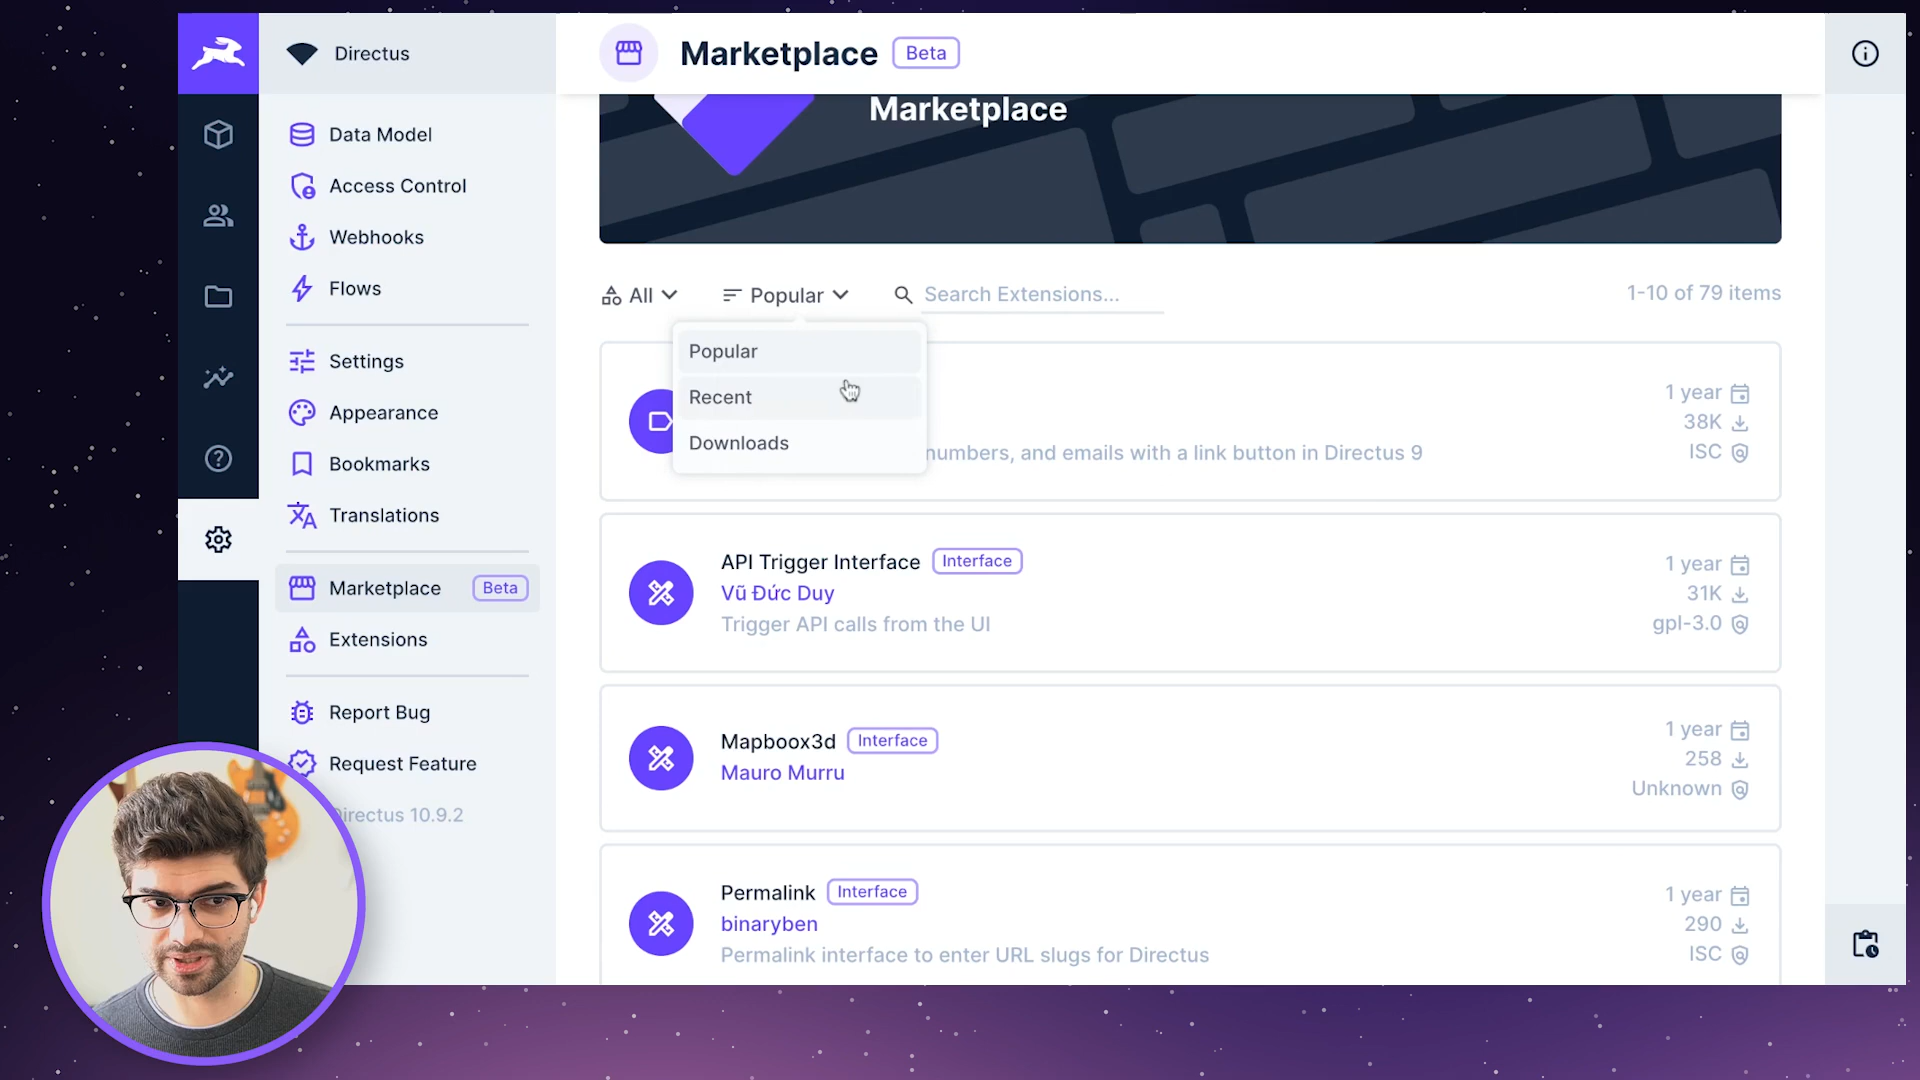 Directus
Marketplace
Beta
Data Model
Access Control
Webhooks
Flows
Settings
Appearance
Bookmarks
Translations
Marketplace
Beta
Extensions
Report Bug
Request Feature
Directus 10.9.2
Marketplace
All
Popular
Search Extensions...
1-10 of 79 items
Popular
Recent
Downloads
numbers, and emails with a link button in Directus 9
1 year
38K
ISC
API Trigger Interface
Interface
Vũ Đức Duy
Trigger API calls from the UI
1 year
31K
gpl-3.0
Mapboox3d
Interface
Mauro Murru
1 year
258
Unknown
Permalink
Interface
binaryben
Permalink interface to enter URL slugs for Directus
1 year
290
ISC